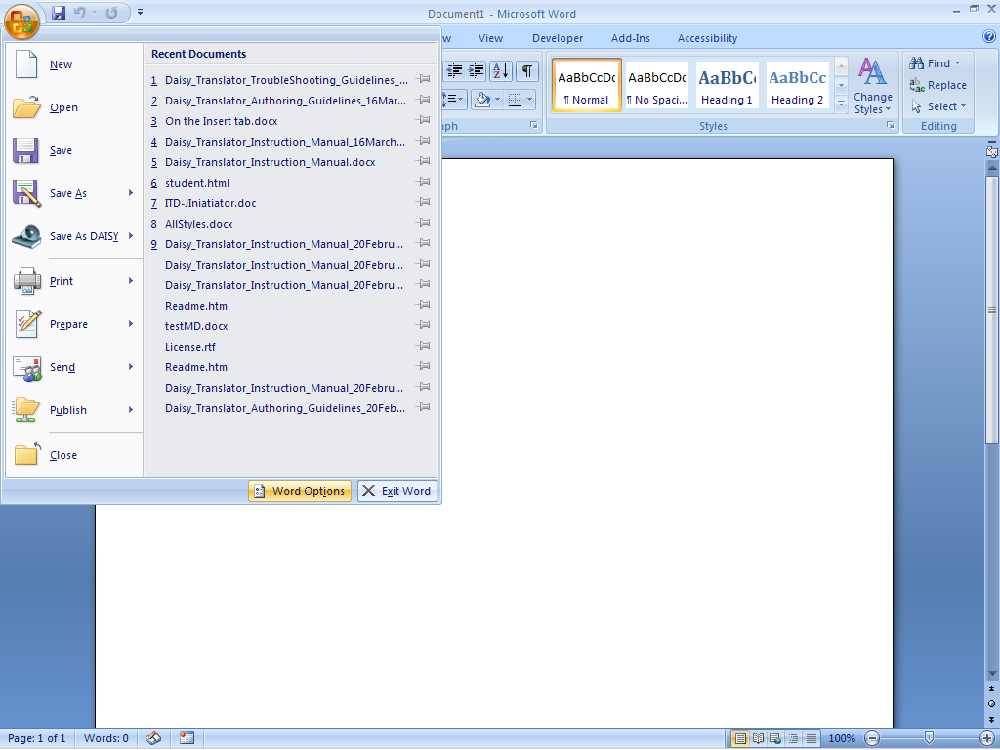 Document1 - Microsoft Word
View Developer Add-Ins Accessibility
New
Open
Save
Save As
Save As DAISY
Print
Prepare
Send
Publish
Close
Recent Documents
1 Daisy_Translator_TroubleShooting_Guidelines_...
2 Daisy_Translator_Authoring_Guidelines_16Mar...
3 On the Insert tab.docx
4 Daisy_Translator_Instruction_Manual_16March...
5 Daisy_Translator_Instruction_Manual.docx
6 student.html
7 ITD-JIniatiator.doc
8 AllStyles.docx
9 Daisy_Translator_Instruction_Manual_20Febru...
Daisy_Translator_Instruction_Manual_20Febru...
Daisy_Translator_Instruction_Manual_20Febru...
Readme.htm
testMD.docx
License.rtf
Readme.htm
Daisy_Translator_Instruction_Manual_20Febru...
Daisy_Translator_Authoring_Guidelines_20Feb...
Word Options Exit Word
AaBbCcDc AaBbCcDc AaBbC AaBbCc
¶ Normal ¶ No Spaci... Heading 1 Heading 2
Change
Styles
Find
Replace
Select
Styles Editing
Page: 1 of 1 Words: 0 100%